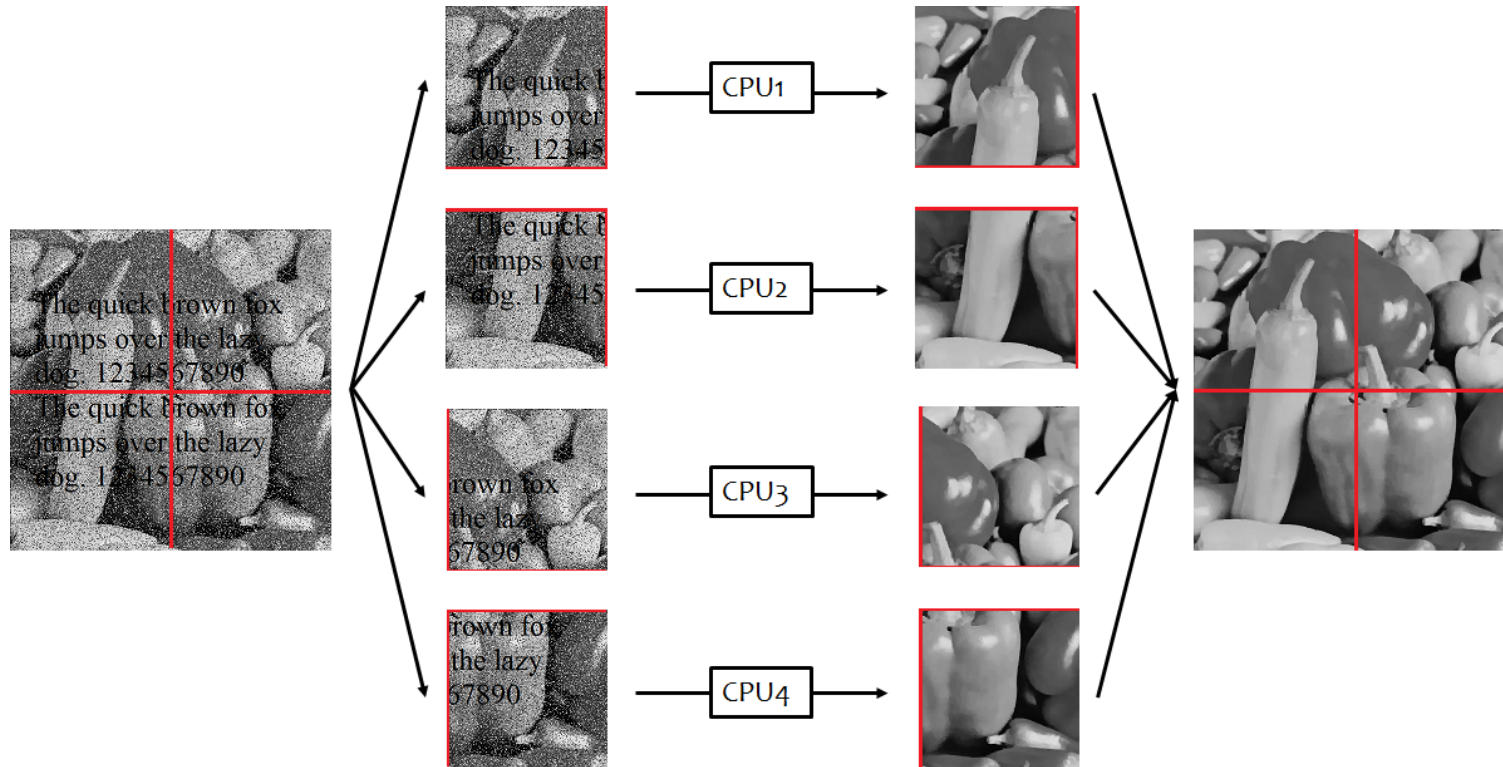 The quick brown fox
jumps over the lazy
dog. 1234567890
The quick brown fox
jumps over the lazy
dog. 1234567890
The quick b
jumps over
dog. 12345
CPU1
The quick b
jumps over
dog. 12345
CPU2
rown fox
the lazy
67890
CPU3
rown fox
the lazy
67890
CPU4